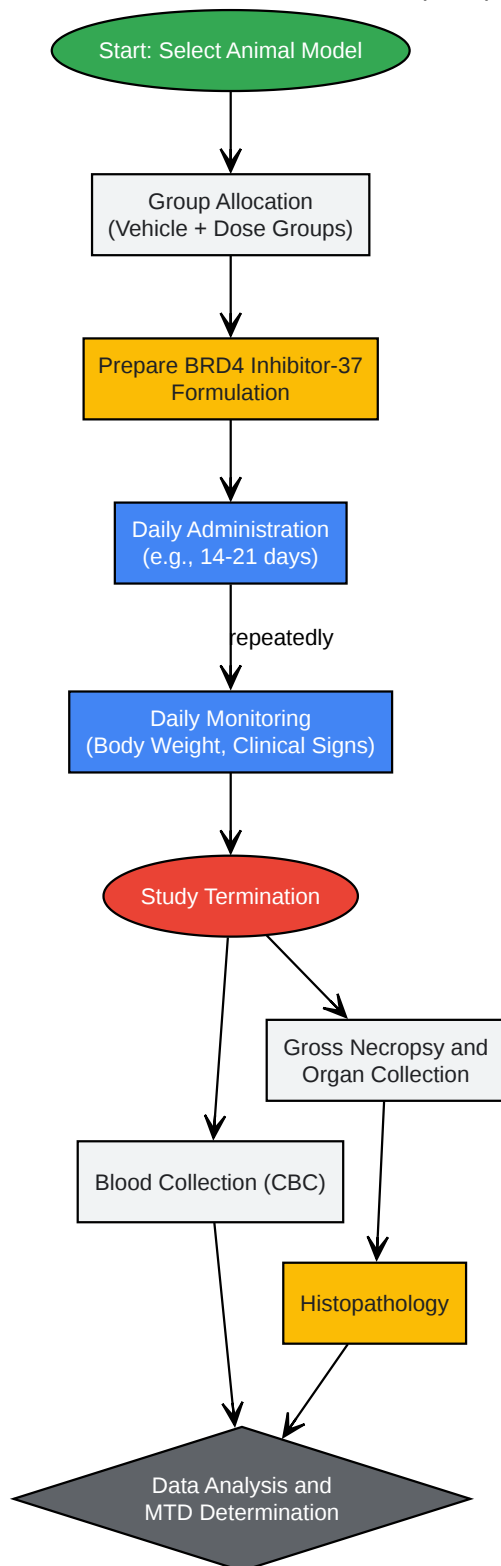 Start: Select Animal Model
Group Allocation
(Vehicle + Dose Groups)
Prepare BRD4 Inhibitor-37
Formulation
Daily Administration
(e.g., 14-21 days)
repeatedly
Daily Monitoring
(Body Weight, Clinical Signs)
Study Termination
Gross Necropsy and
Organ Collection
Blood Collection (CBC)
Histopathology
Data Analysis and
MTD Determination